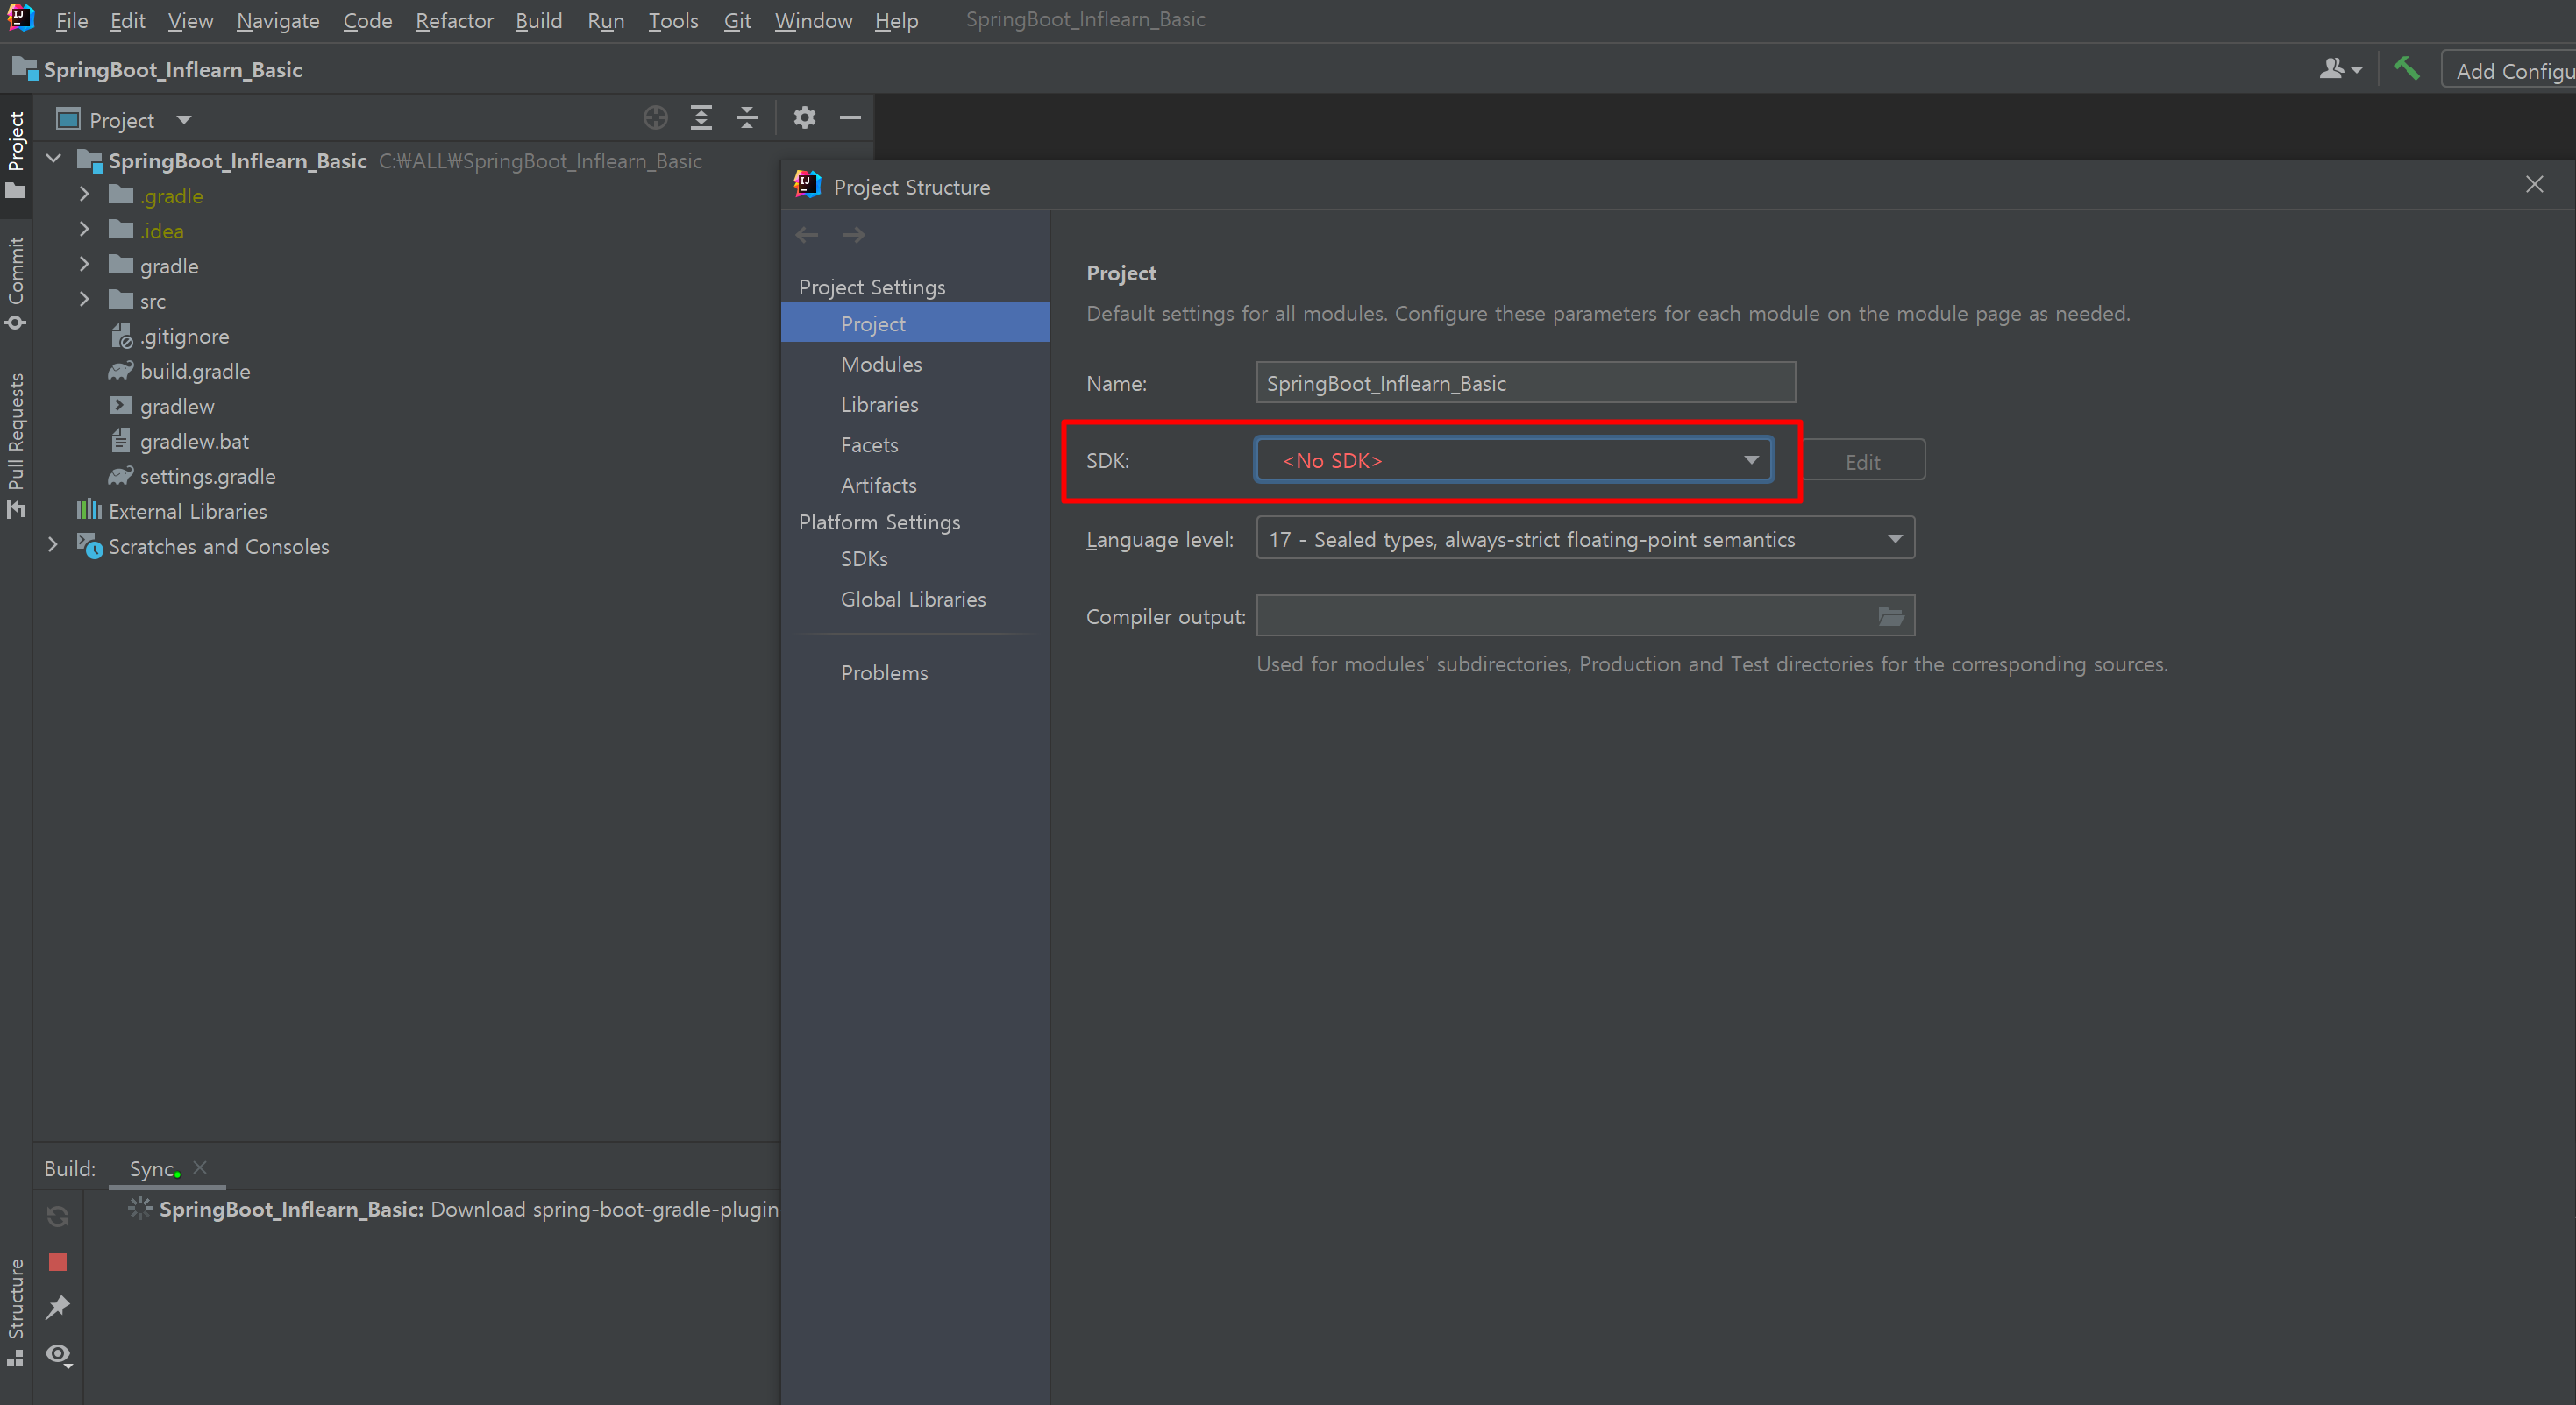 File Edit View Navigate Code Refactor Build Run Tools Git Window Help SpringBoot_Inflearn_Basic
SpringBoot_Inflearn_Basic
Add Configu
Project
Commit
Pull Requests
Structure
Project
SpringBoot_Inflearn_Basic C:₩ALL₩SpringBoot_Inflearn_Basic
.gradle
.idea
gradle
src
.gitignore
build.gradle
gradlew
gradlew.bat
settings.gradle
External Libraries
Scratches and Consoles
Build: Sync
SpringBoot_Inflearn_Basic: Download spring-boot-gradle-plugin
Project Structure
Project Settings
Project
Modules
Libraries
Facets
Artifacts
Platform Settings
SDKs
Global Libraries
Problems
Project
Default settings for all modules. Configure these parameters for each module on the module page as needed.
Name: SpringBoot_Inflearn_Basic
SDK: <No SDK> Edit
Language level: 17 - Sealed types, always-strict floating-point semantics
Compiler output:
Used for modules' subdirectories, Production and Test directories for the corresponding sources.